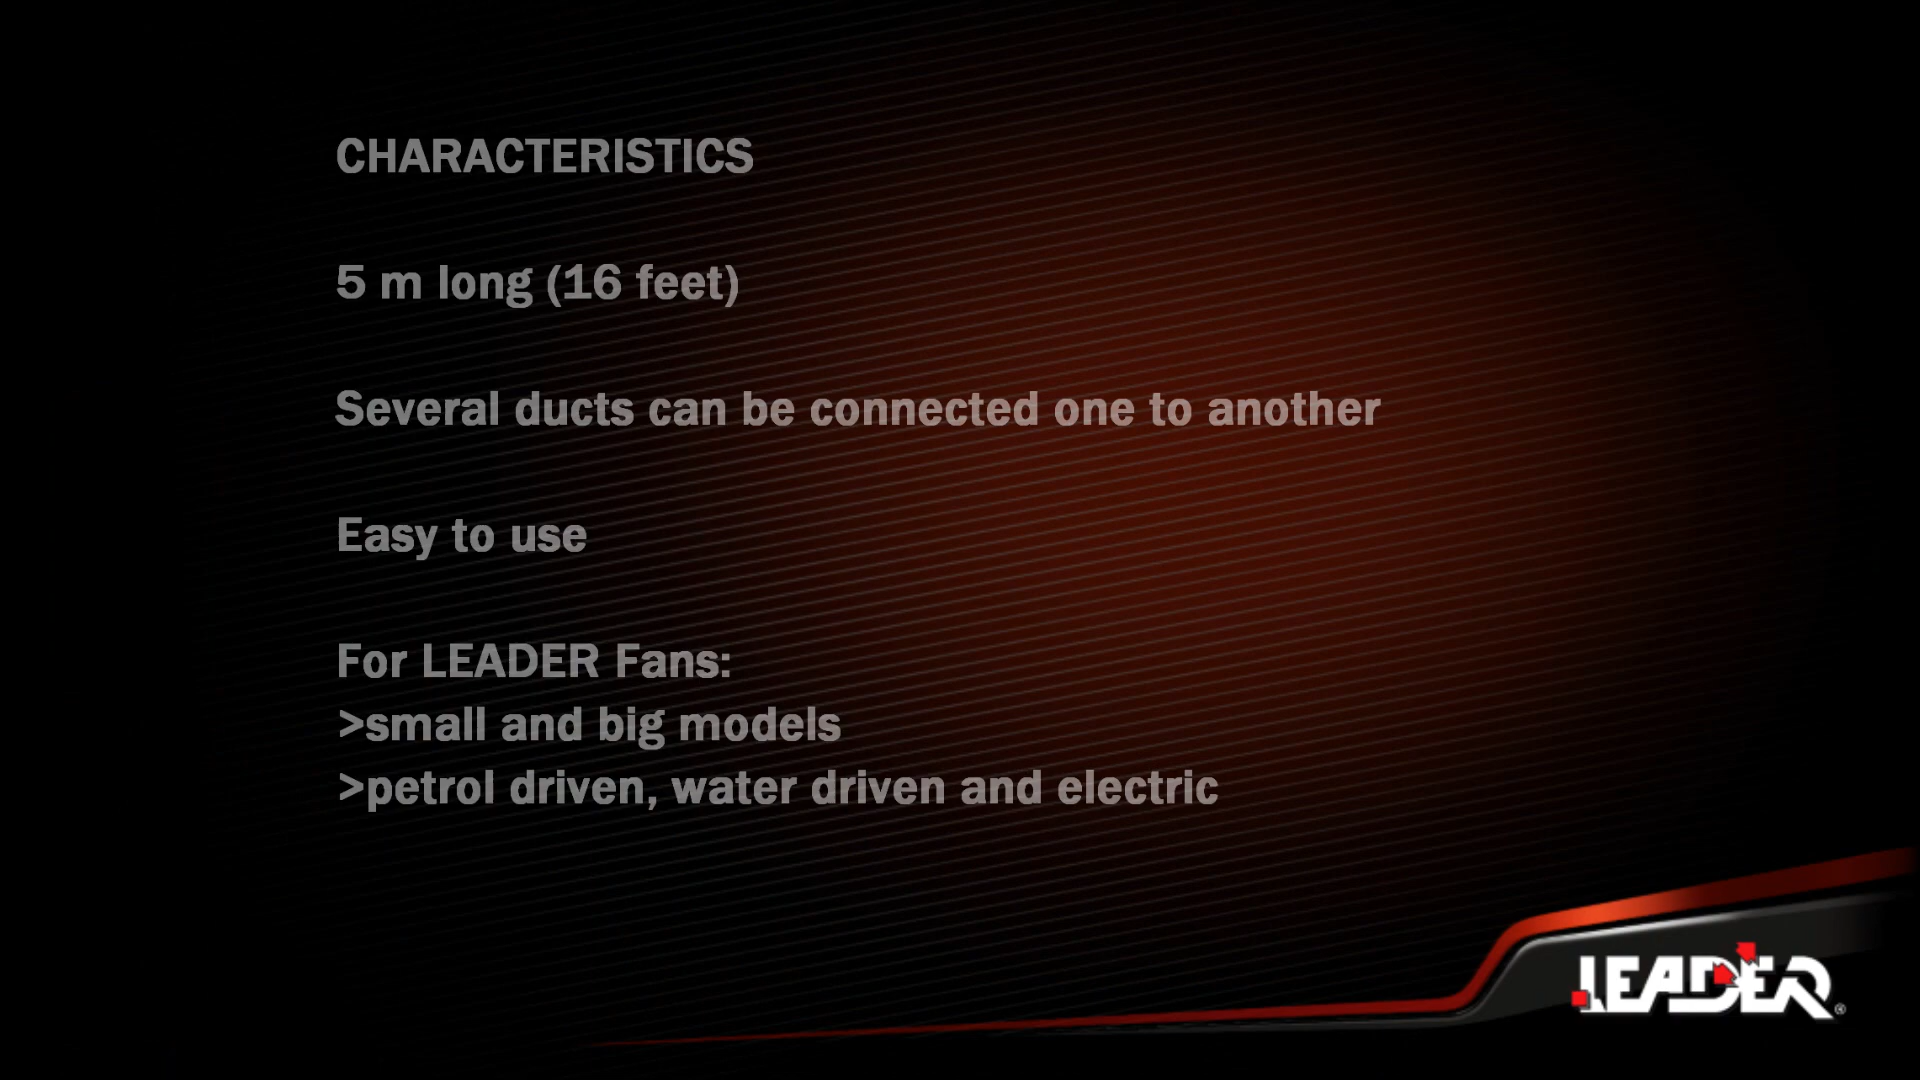 CHARACTERISTICS
5 m long (16 feet)
Several ducts can be connected one to another
Easy to use
For LEADER Fans:
>small and big models
>petrol driven, water driven and electric
LEADER®